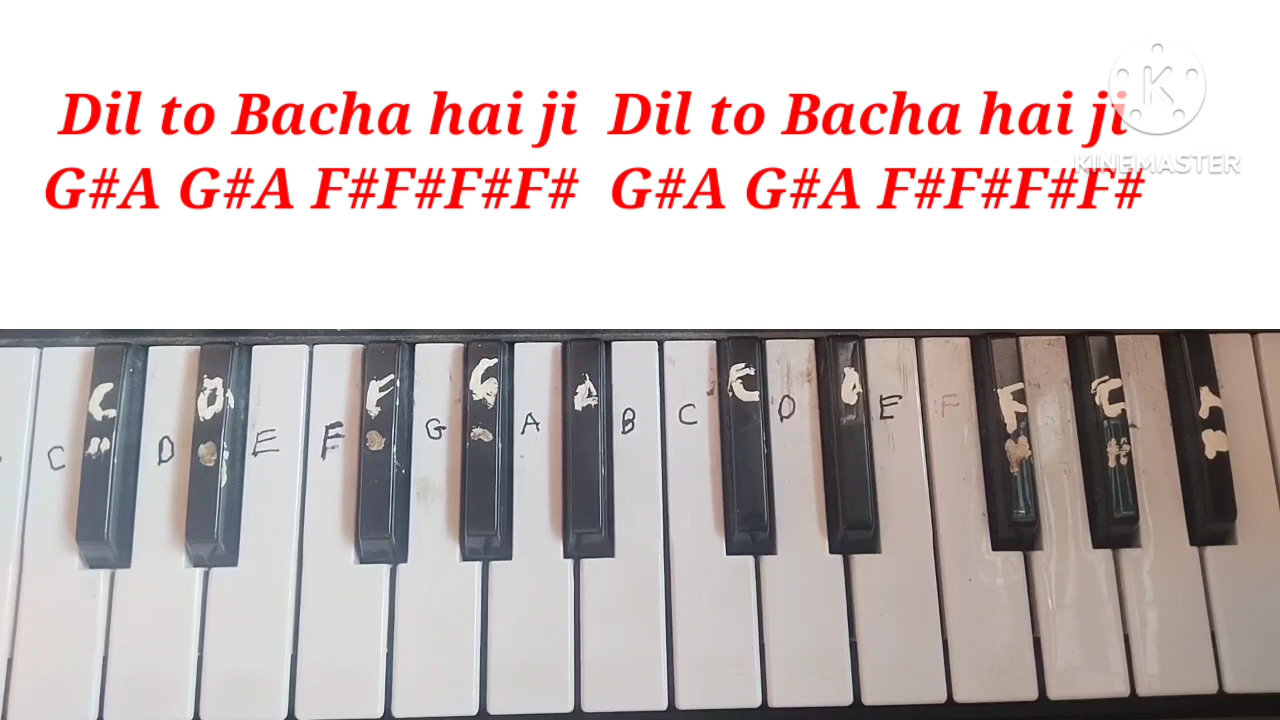 Dil to Bacha hai ji Dil to Bacha hai ji
G#A G#A F#F#F#F# G#A G#A F#F#F#F#
KINEMASTER
C D F G A C F
C # D E F G A B C D E F